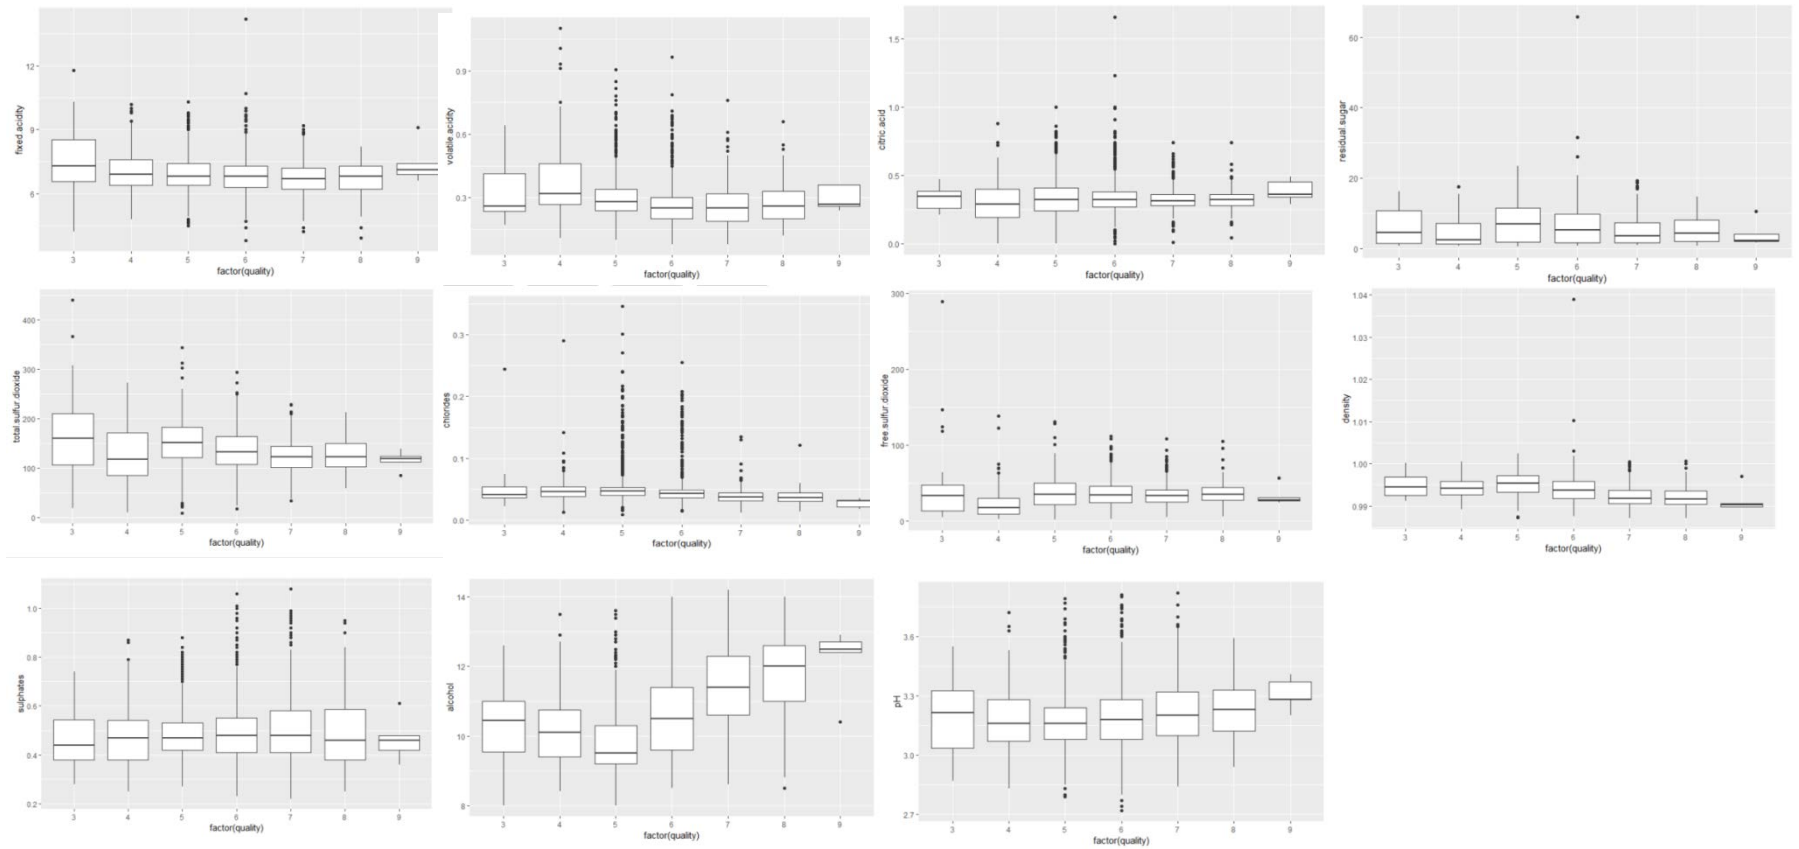 fixed.acidity
12
9
6
3 4 5 6 7 8 9
factor(quality)
volatile.acidity
0.9
0.6
0.3
3 4 5 6 7 8 9
factor(quality)
citric.acid
1.5
1.0
0.5
0.0
3 4 5 6 7 8 9
factor(quality)
residual.sugar
60
40
20
0
3 4 5 6 7 8 9
factor(quality)
total.sulfur.dioxide
400
300
200
100
0
3 4 5 6 7 8 9
factor(quality)
chlorides
0.3
0.2
0.1
0.0
3 4 5 6 7 8 9
factor(quality)
free.sulfur.dioxide
300
200
100
0
3 4 5 6 7 8 9
factor(quality)
density
1.04
1.03
1.02
1.01
1.00
0.99
3 4 5 6 7 8 9
factor(quality)
sulphates
1.0
0.8
0.6
0.4
0.2
3 4 5 6 7 8 9
factor(quality)
alcohol
14
12
10
8
3 4 5 6 7 8 9
factor(quality)
pH
3.6
3.3
3.0
2.7
3 4 5 6 7 8 9
factor(quality)